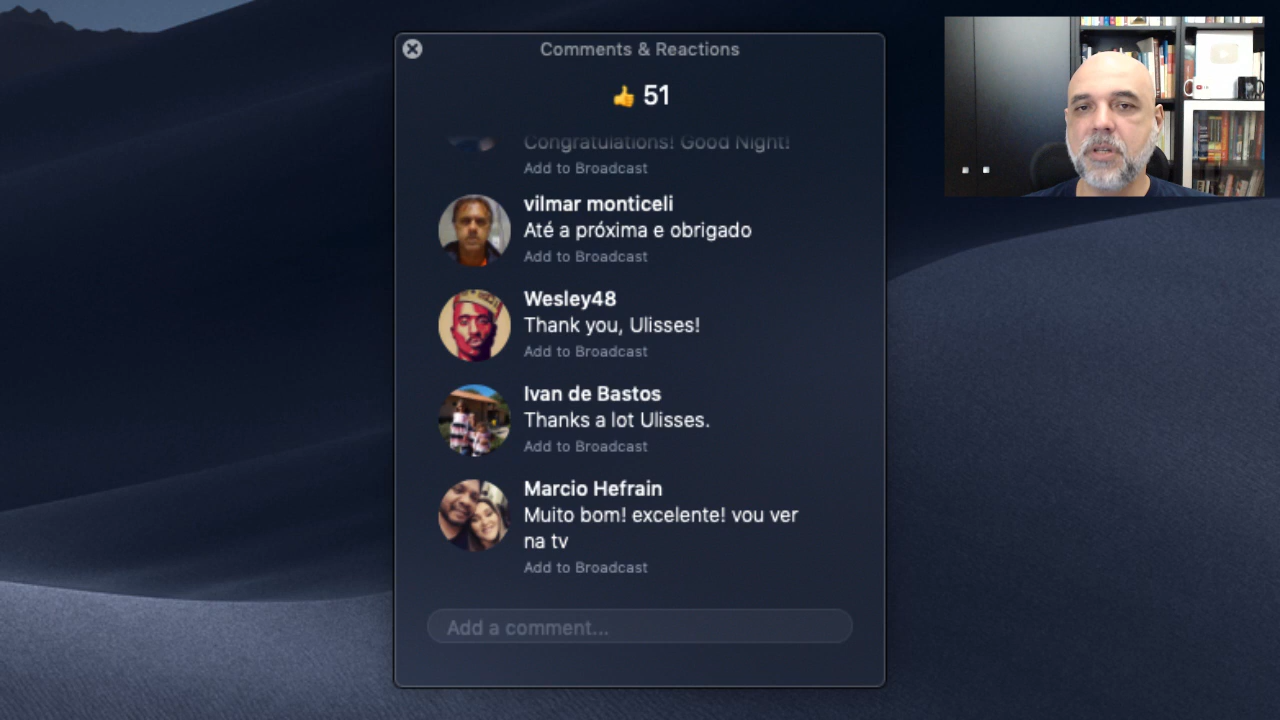 Comments & Reactions
👍 51
Congratulations! Good Night!
Add to Broadcast
vilmar monticeli
Até a próxima e obrigado
Add to Broadcast
Wesley48
Thank you, Ulisses!
Add to Broadcast
Ivan de Bastos
Thanks a lot Ulisses.
Add to Broadcast
Marcio Hefrain
Muito bom! excelente! vou ver
na tv
Add to Broadcast
Add a comment...